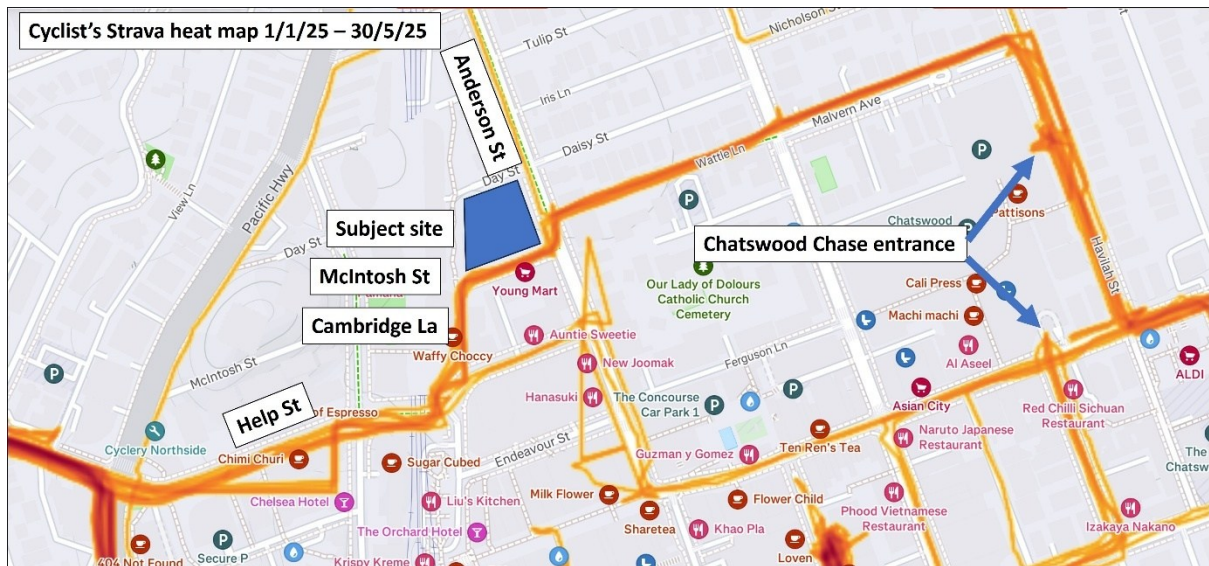 Cyclist's Strava heat map 1/1/25 – 30/5/25
Nicholson St
Tulip St
Anderson St
Iris Ln
Malvern Ave
Daisy St
Wattle Ln
Day St
View Ln
Pacific Hwy
Pattisons
Subject site
Chatswood
Chatswood Chase entrance
Day St
Havilah St
McIntosh St
Young Mart
Our Lady of Dolours
Catholic Church
Cemetery
Cali Press
Machi machi
Cambridge La
Auntie Sweetie
Waffy Choccy
New Joomak
Ferguson Ln
Al Aseel
ALDI
McIntosh St
Hanasuki
The Concourse
Car Park 1
Asian City
Red Chilli Sichuan
Restaurant
Help St
of Espresso
Cyclery Northside
Chimi Churi
Sugar Cubed
Endeavour St
Guzman y Gomez
Ten Ren's Tea
Naruto Japanese
Restaurant
The
Chatsw
Chelsea Hotel
Liu's Kitchen
Milk Flower
Sharetea
Flower Child
Khao Pla
Phood Vietnamese
Restaurant
Izakaya Nakano
The Orchard Hotel
Loven
404 Not Found
Secure P
Krispy Kreme